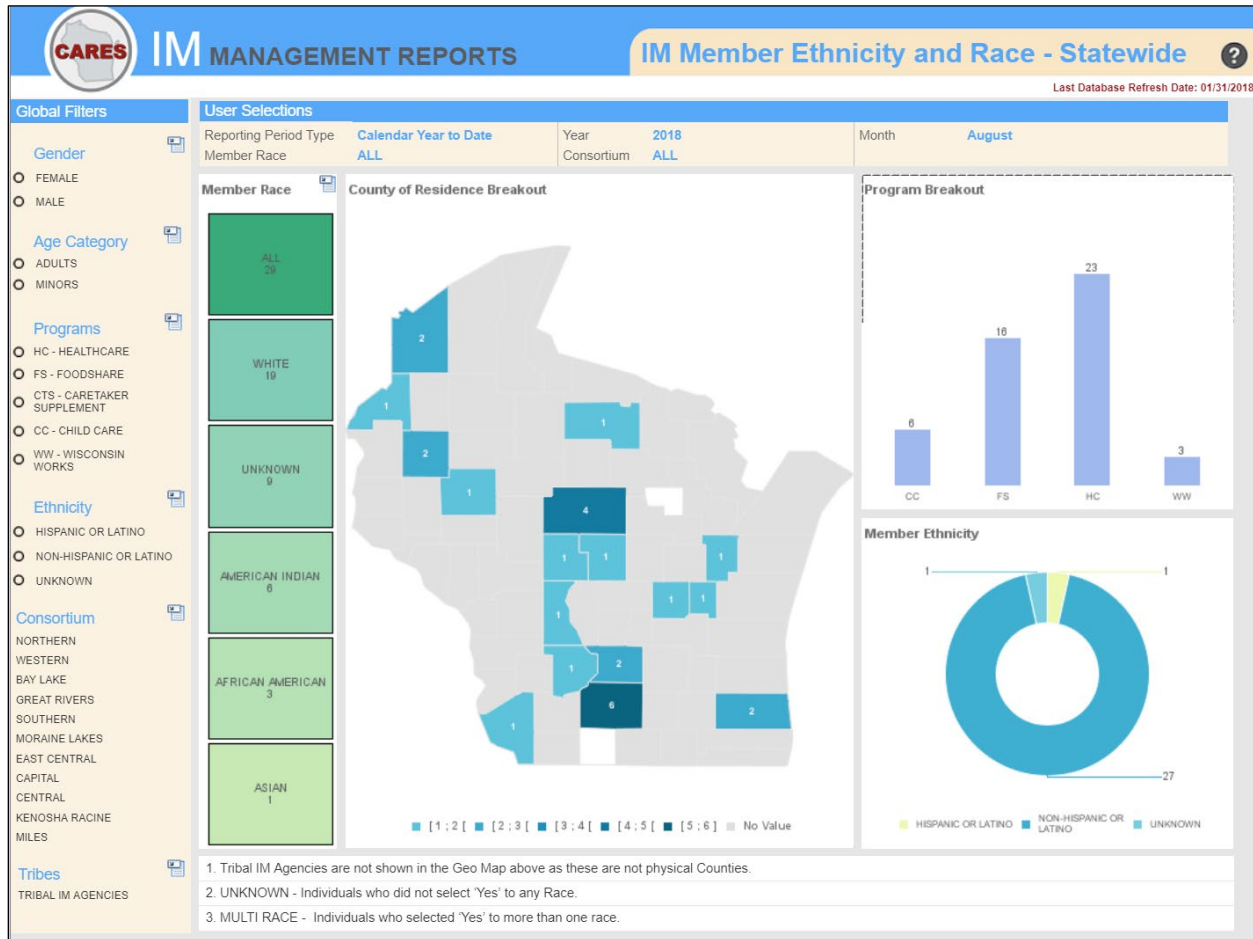 CARES
IM MANAGEMENT REPORTS
IM Member Ethnicity and Race - Statewide
?
Last Database Refresh Date: 01/31/2018
Global Filters
Gender
FEMALE
MALE
Age Category
ADULTS
MINORS
Programs
HC - HEALTHCARE
FS - FOODSHARE
CTS - CARETAKER
SUPPLEMENT
CC - CHILD CARE
WW - WISCONSIN
WORKS
Ethnicity
HISPANIC OR LATINO
NON-HISPANIC OR LATINO
UNKNOWN
Consortium
NORTHERN
WESTERN
BAY LAKE
GREAT RIVERS
SOUTHERN
MORAINE LAKES
EAST CENTRAL
CAPITAL
CENTRAL
KENOSHA RACINE
MILES
Tribes
TRIBAL IM AGENCIES
User Selections
Reporting Period Type Calendar Year to Date Year 2018 Month August
Member Race ALL Consortium ALL
Member Race
ALL
29
WHITE
19
UNKNOWN
9
AMERICAN INDIAN
6
AFRICAN AMERICAN
3
ASIAN
1
County of Residence Breakout
2
1
1
2
1
4
1 1 1
1 1
1
1 2
6 2
1
[ 1 ; 2 [ [ 2 ; 3 [ [ 3 ; 4 [ [ 4 ; 5 [ [ 5 ; 6 ] No Value
Program Breakout
23
16
6
3
CC FS HC WW
Member Ethnicity
1 1
27
HISPANIC OR LATINO NON-HISPANIC OR LATINO UNKNOWN
1. Tribal IM Agencies are not shown in the Geo Map above as these are not physical Counties.
2. UNKNOWN - Individuals who did not select 'Yes' to any Race.
3. MULTI RACE - Individuals who selected 'Yes' to more than one race.